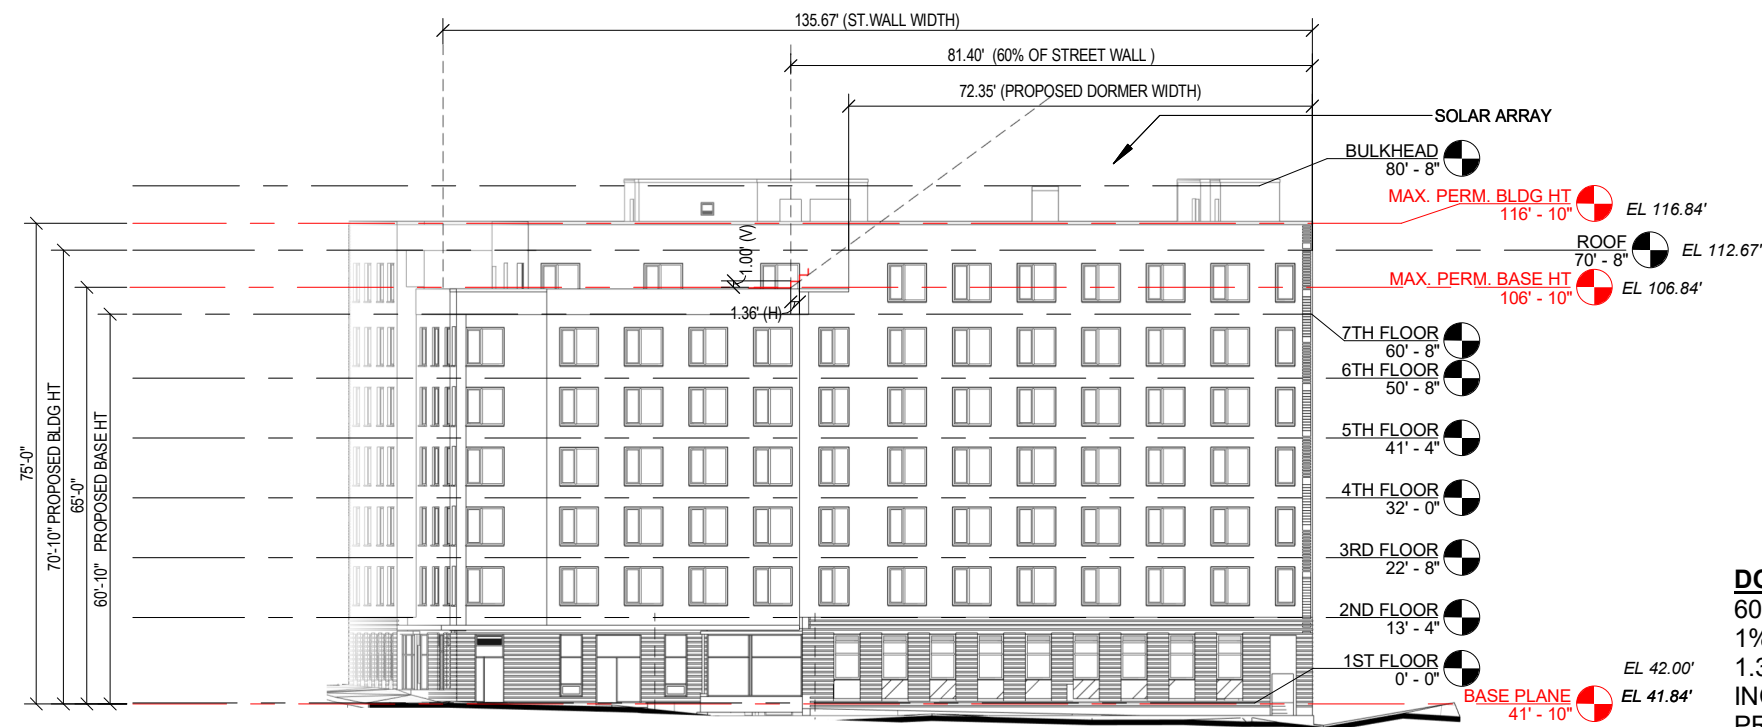 135.67' (ST.WALL WIDTH)
81.40' (60% OF STREET WALL )
72.35' (PROPOSED DORMER WIDTH)
SOLAR ARRAY
BULKHEAD
80' - 8"
MAX. PERM. BLDG HT
116' - 10"
EL 116.84'
ROOF
70' - 8"
EL 112.67'
MAX. PERM. BASE HT
106' - 10"
EL 106.84'
1.00' (V)
1.36' (H)
7TH FLOOR
60' - 8"
6TH FLOOR
50' - 8"
5TH FLOOR
41' - 4"
4TH FLOOR
32' - 0"
3RD FLOOR
22' - 8"
2ND FLOOR
13' - 4"
1ST FLOOR
0' - 0"
EL 42.00'
BASE PLANE
41' - 10"
EL 41.84'
75'-0"
70'-10" PROPOSED BLDG HT
65'-0"
60'-10" PROPOSED BASE HT
60
1%
1.3